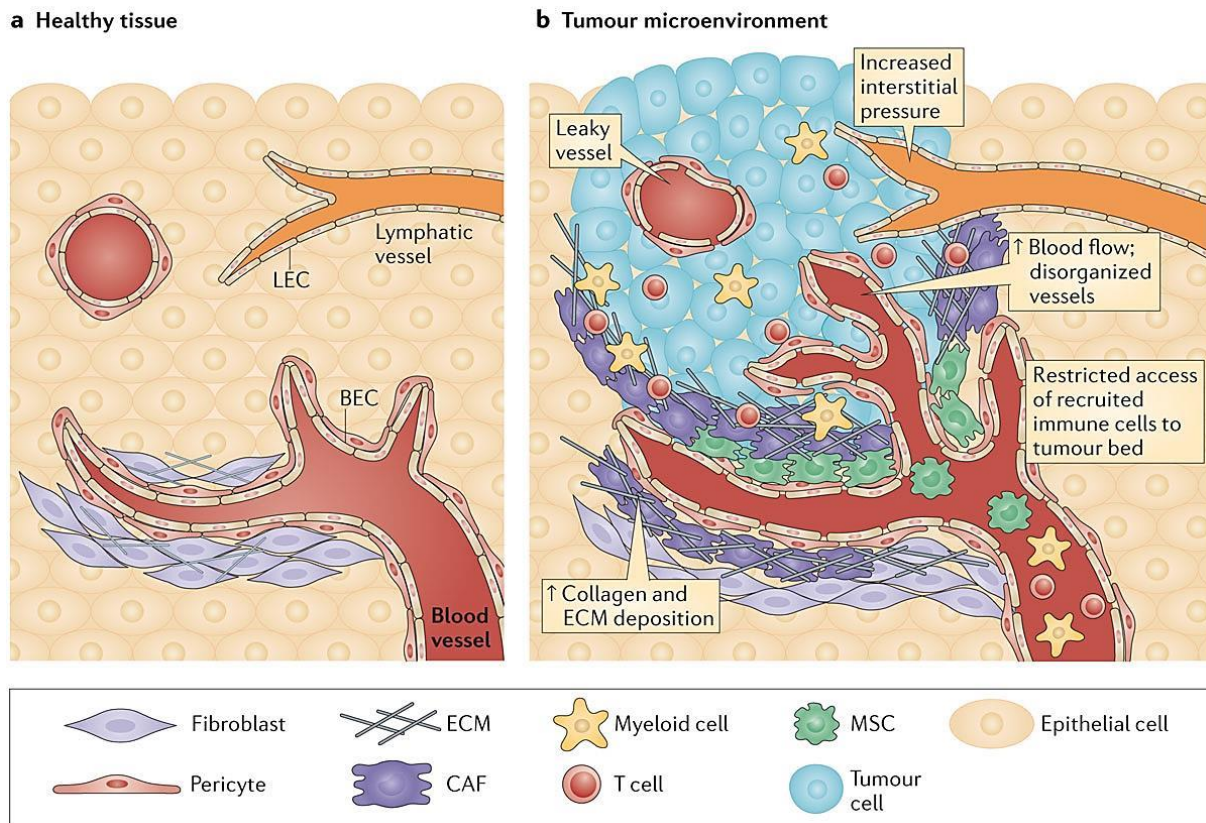 a Healthy tissue
Lymphatic
vessel
LEC
BEC
Blood
vessel
b Tumour microenvironment
Increased
interstitial
pressure
Leaky
vessel
↑ Blood flow;
disorganized
vessels
Restricted access
of recruited
immune cells to
tumour bed
↑ Collagen and
ECM deposition
Fibroblast
ECM
Myeloid cell
MSC
Epithelial cell
Pericyte
CAF
T cell
Tumour
cell